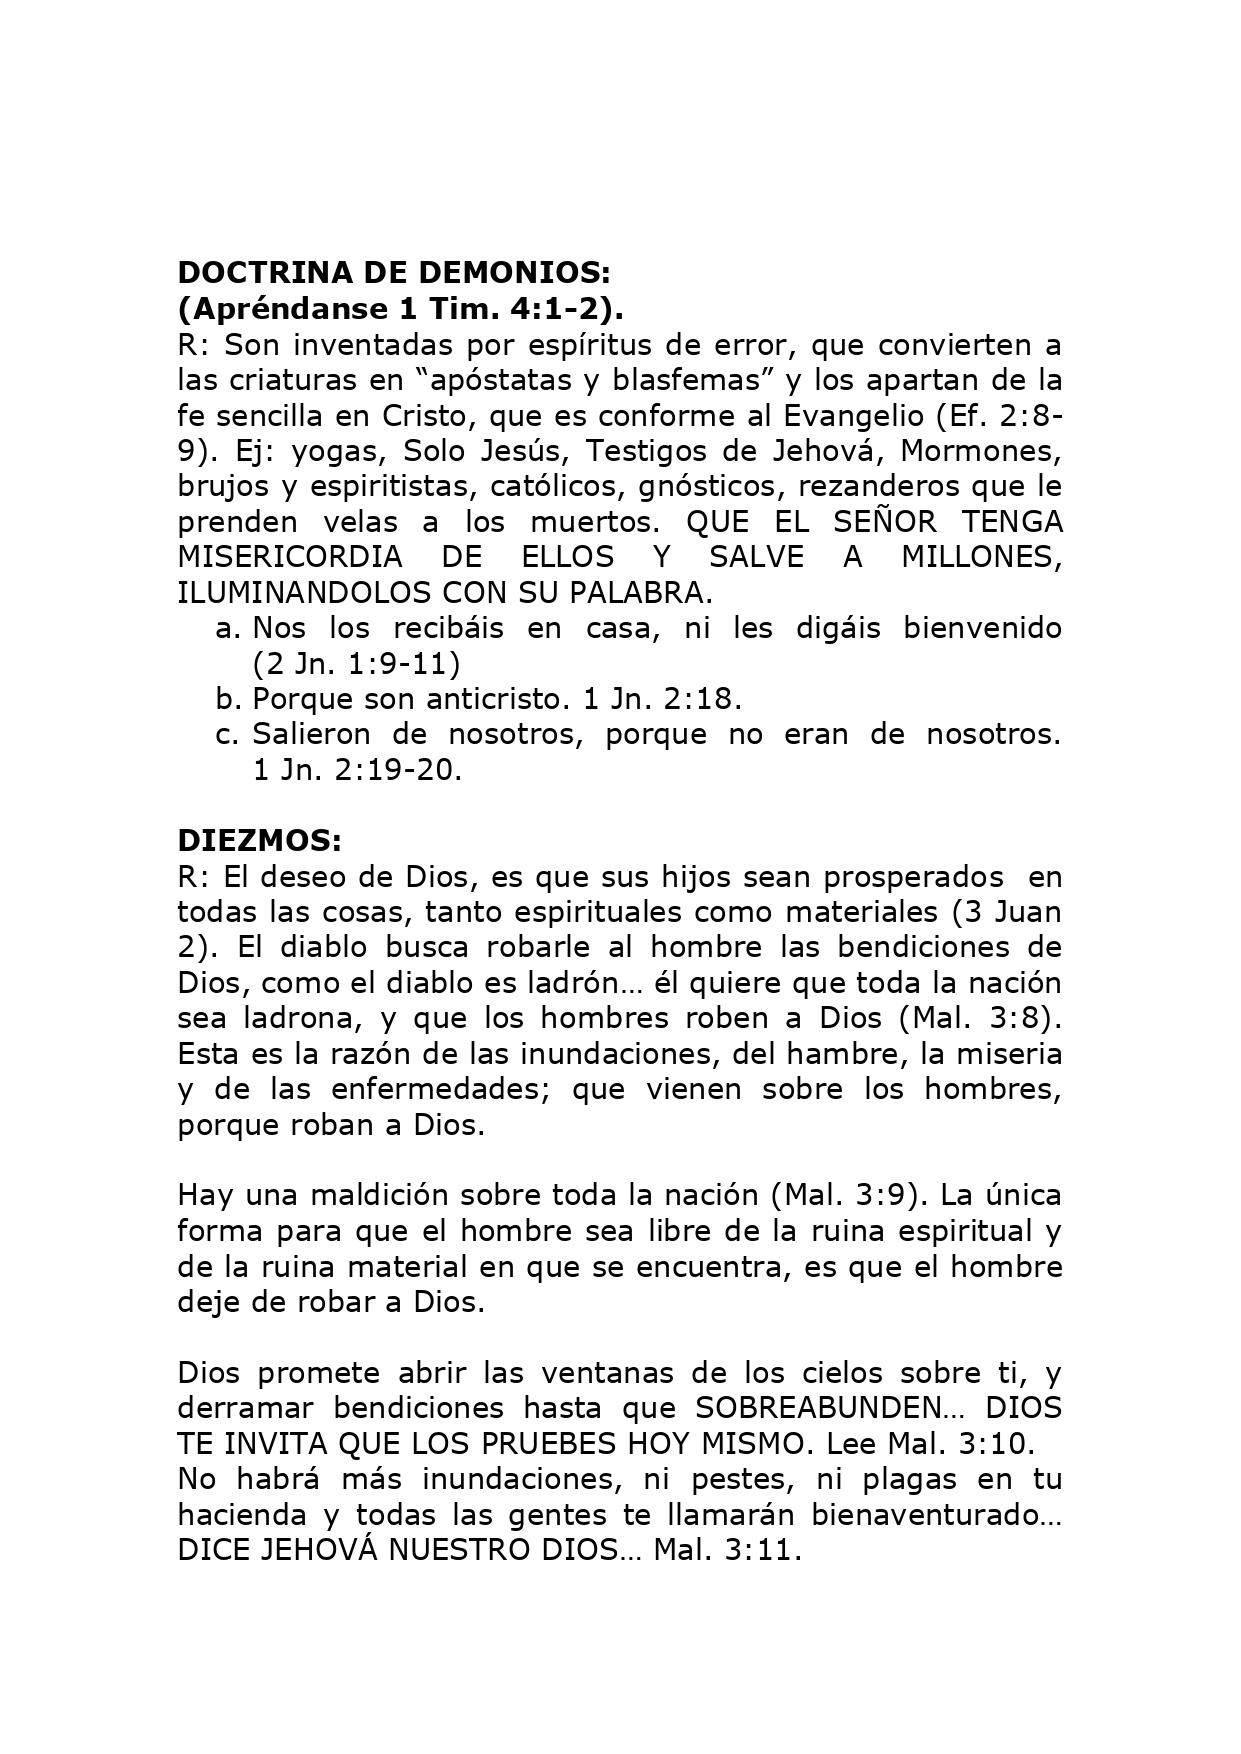 DOCTRINA DE DEMONIOS:
(Apréndanse 1 Tim. 4:1-2).
R: Son inventadas por espíritus de error, que convierten a
las criaturas en “apóstatas y blasfemas” y los apartan de la
fe sencilla en Cristo, que es conforme al Evangelio (Ef. 2:8-
9). Ej: yogas, Solo Jesús, Testigos de Jehová, Mormones,
brujos y espiritistas, católicos, gnósticos, rezanderos que le
prenden velas a los muertos. QUE EL SEÑOR TENGA
MISERICORDIA DE ELLOS Y SALVE A MILLONES,
ILUMINANDOLOS CON SU PALABRA.
a. Nos los recibáis en casa, ni les digáis bienvenido
(2 Jn. 1:9-11)
b. Porque son anticristo. 1 Jn. 2:18.
c. Salieron de nosotros, porque no eran de nosotros.
1 Jn. 2:19-20.
DIEZMOS:
R: El deseo de Dios, es que sus hijos sean prosperados en
todas las cosas, tanto espirituales como materiales (3 Juan
2). El diablo busca robarle al hombre las bendiciones de
Dios, como el diablo es ladrón… él quiere que toda la nación
sea ladrona, y que los hombres roben a Dios (Mal. 3:8).
Esta es la razón de las inundaciones, del hambre, la miseria
y de las enfermedades; que vienen sobre los hombres,
porque roban a Dios.
Hay una maldición sobre toda la nación (Mal. 3:9). La única
forma para que el hombre sea libre de la ruina espiritual y
de la ruina material en que se encuentra, es que el hombre
deje de robar a Dios.
Dios promete abrir las ventanas de los cielos sobre ti, y
derramar bendiciones hasta que SOBREABUNDEN… DIOS
TE INVITA QUE LOS PRUEBES HOY MISMO. Lee Mal. 3:10.
No habrá más inundaciones, ni pestes, ni plagas en tu
hacienda y todas las gentes te llamarán bienaventurado…
DICE JEHOVÁ NUESTRO DIOS… Mal. 3:11.